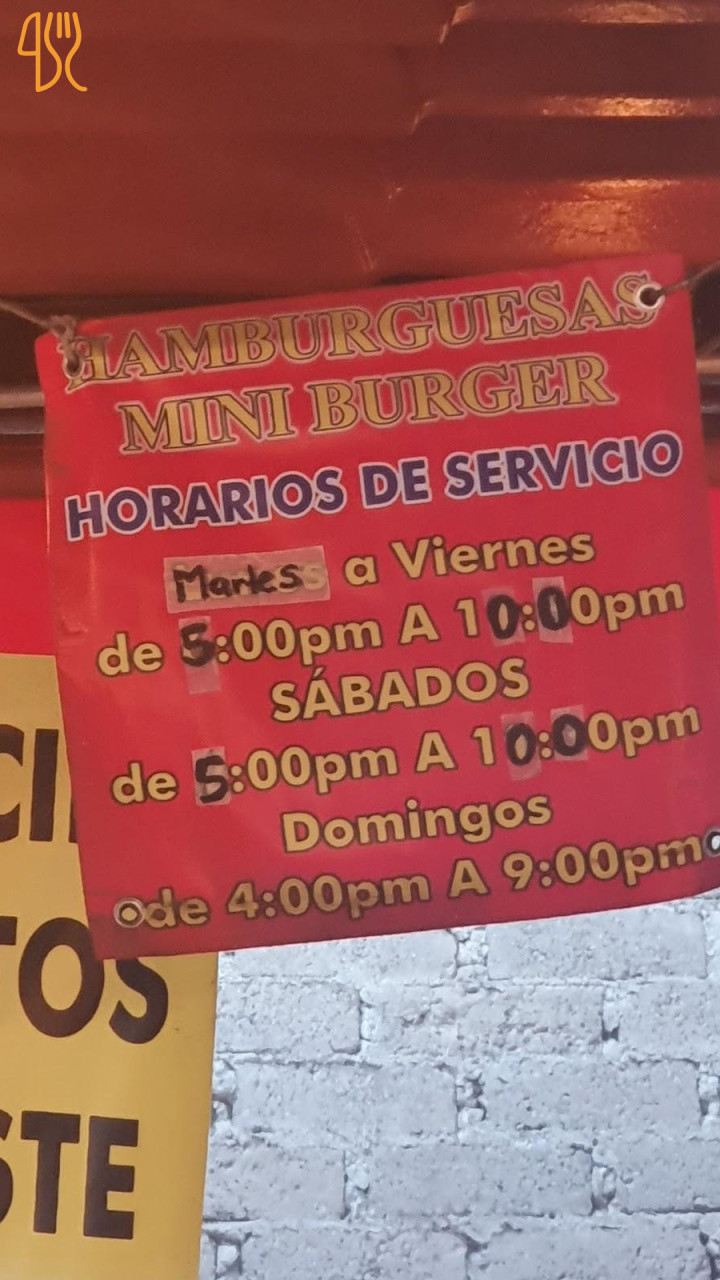 HAMBURGUESAS
MINI BURGER
HORARIOS DE SERVICIO
Martes a Viernes
de 5:00pm A 10:00pm
SÁBADOS
de 5:00pm A 10:00pm
Domingos
de 4:00pm A 9:00pm